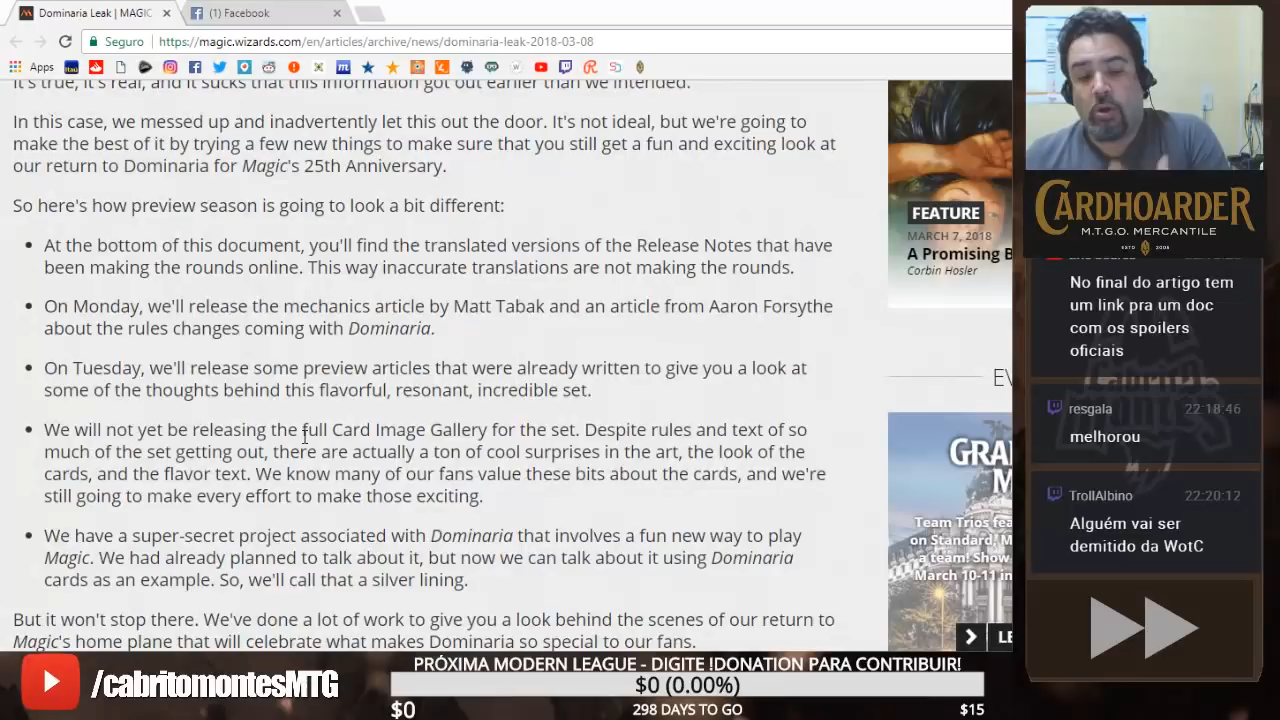 Dominaria Leak | MAGIC
(1) Facebook
Seguro
https://magic.wizards.com/en/articles/archive/news/dominaria-leak-2018-03-08
Apps
It's true, it's real, and it sucks that this information got out earlier than we intended.
In this case, we messed up and inadvertently let this out the door. It's not ideal, but we're going to
make the best of it by trying a few new things to make sure that you still get a fun and exciting look at
our return to Dominaria for Magic's 25th Anniversary.
So here's how preview season is going to look a bit different:
At the bottom of this document, you'll find the translated versions of the Release Notes that have
been making the rounds online. This way inaccurate translations are not making the rounds.
On Monday, we'll release the mechanics article by Matt Tabak and an article from Aaron Forsythe
about the rules changes coming with Dominaria.
On Tuesday, we'll release some preview articles that were already written to give you a look at
some of the thoughts behind this flavorful, resonant, incredible set.
We will not yet be releasing the full Card Image Gallery for the set. Despite rules and text of so
much of the set getting out, there are actually a ton of cool surprises in the art, the look of the
cards, and the flavor text. We know many of our fans value these bits about the cards, and we're
still going to make every effort to make those exciting.
We have a super-secret project associated with Dominaria that involves a fun new way to play
Magic. We had already planned to talk about it, but now we can talk about it using Dominaria
cards as an example. So, we'll call that a silver lining.
But it won't stop there. We've done a lot of work to give you a look behind the scenes of our return to
Magic's home plane that will celebrate what makes Dominaria so special to our fans.
FEATURE
MARCH 7, 2018
A Promising B
Corbin Hosler
EV
GRA
M
Team Trios fea
on Standard, M
a team! Show
March 10-11 in
LE
CARDHOARDER
M.T.G.O. MERCANTILE
ESTD
2008
No final do artigo tem
um link pra um doc
com os spoilers
oficiais
resgala
22:18:46
melhorou
TrollAlbino
22:20:12
Alguém vai ser
demitido da WotC
/cabritomontesMTG
PRÓXIMA MODERN LEAGUE - DIGITE !DONATION PARA CONTRIBUIR!
$0 (0.00%)
$0
298 DAYS TO GO
$15